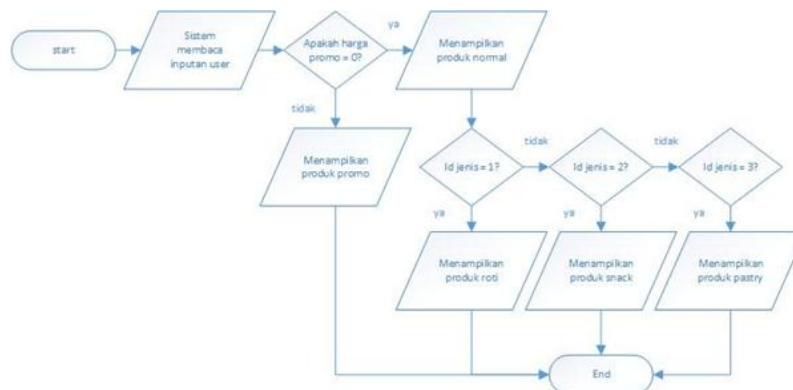 start
Sistem
membaca
inputan user
Apakah harga
promo = 0?
ya
Menampilkan
produk normal
tidak
Menampilkan
produk promo
Id jenis = 1?
tidak
Id jenis = 2?
tidak
Id jenis = 3?
ya
ya
ya
Menampilkan
produk roti
Menampilkan
produk snack
Menampilkan
produk pastry
End